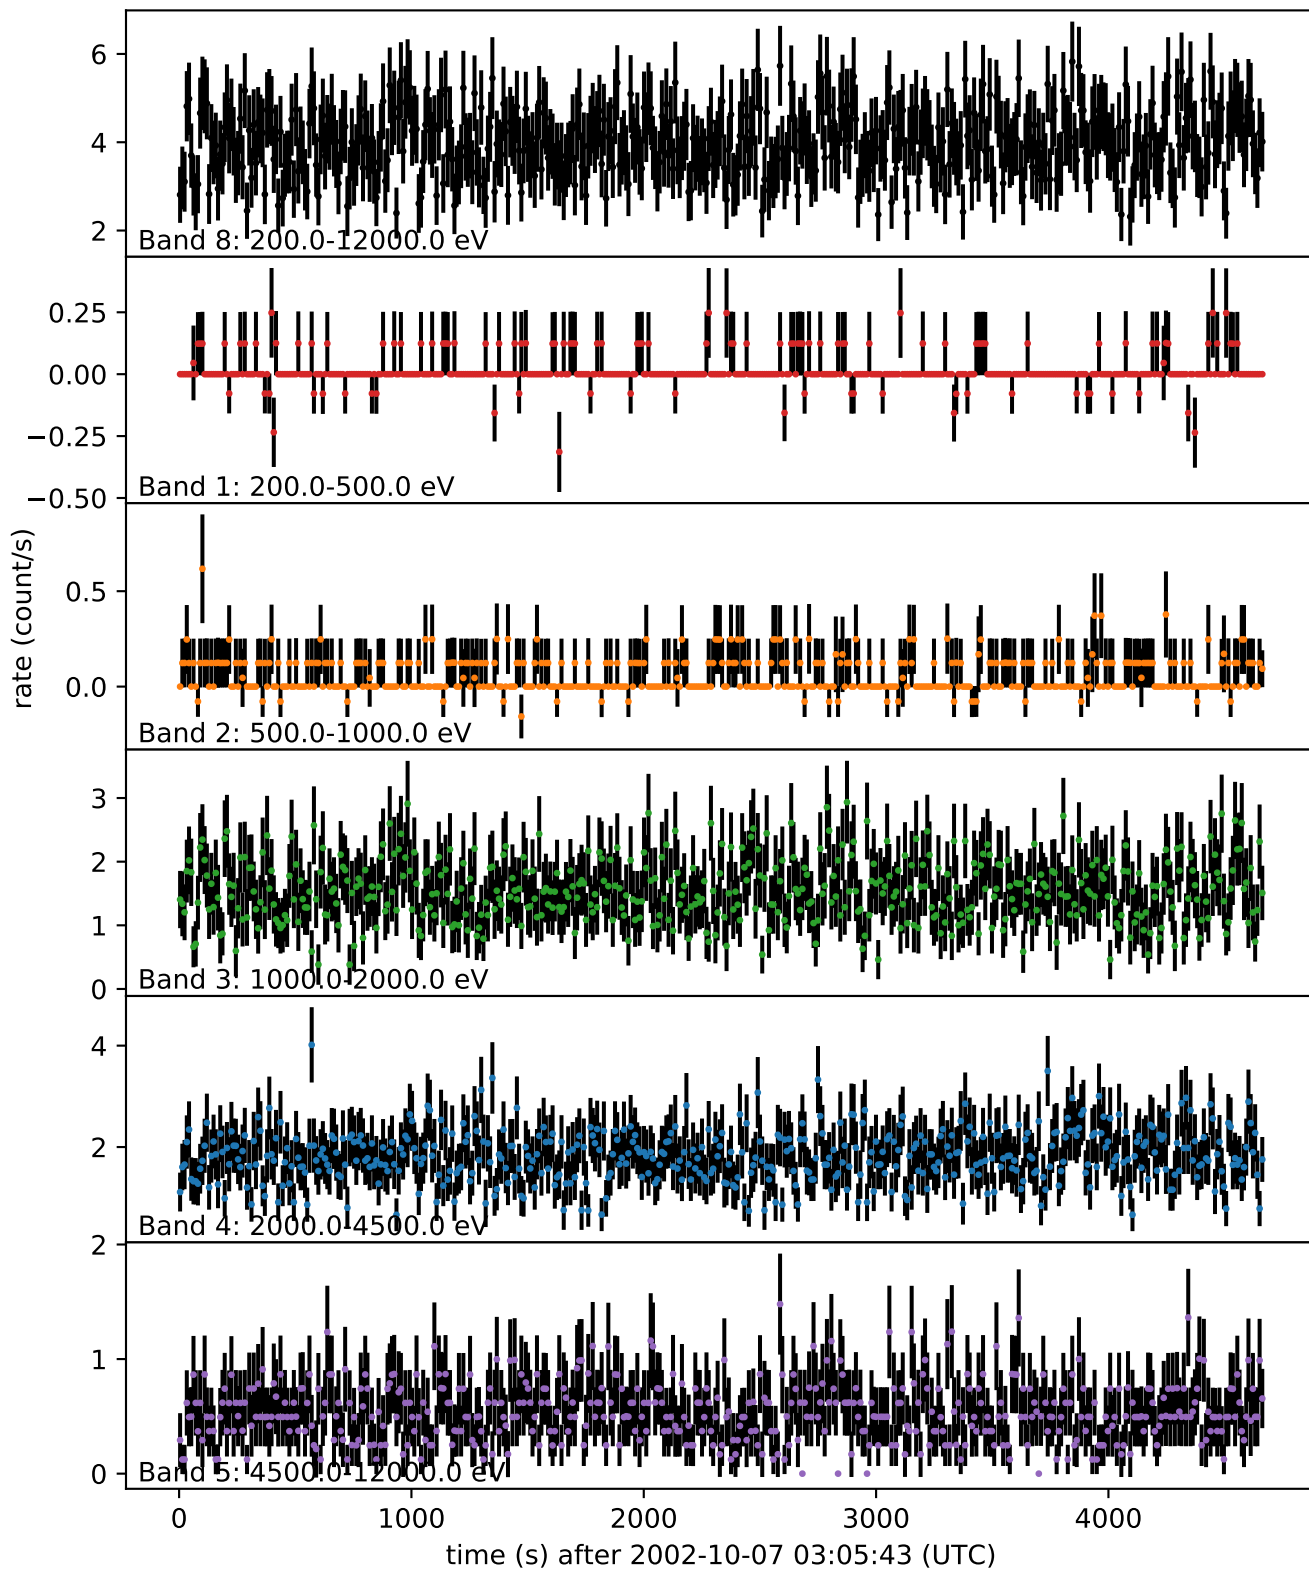 6
4
2
Band 8: 200.0-12000.0 eV
0.25
0.00
−0.25
−0.50
Band 1: 200.0-500.0 eV
rate (count/s)
0.5
0.0
Band 2: 500.0-1000.0 eV
3
2
1
0
Band 3: 1000.0-2000.0 eV
4
2
Band 4: 2000.0-4500.0 eV
2
1
0
Band 5: 4500.0-12000.0 eV
0
1000
2000
3000
4000
time (s) after 2002-10-07 03:05:43 (UTC)